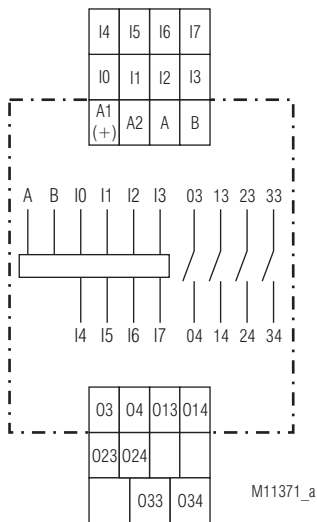 I4 I5 I6 I7
I0 I1 I2 I3
A1 (+) A2 A B
A B I0 I1 I2 I3 03 13 23 33
I4 I5 I6 I7 04 14 24 34
03 04 013 014
023 024
033 034
M11371_a